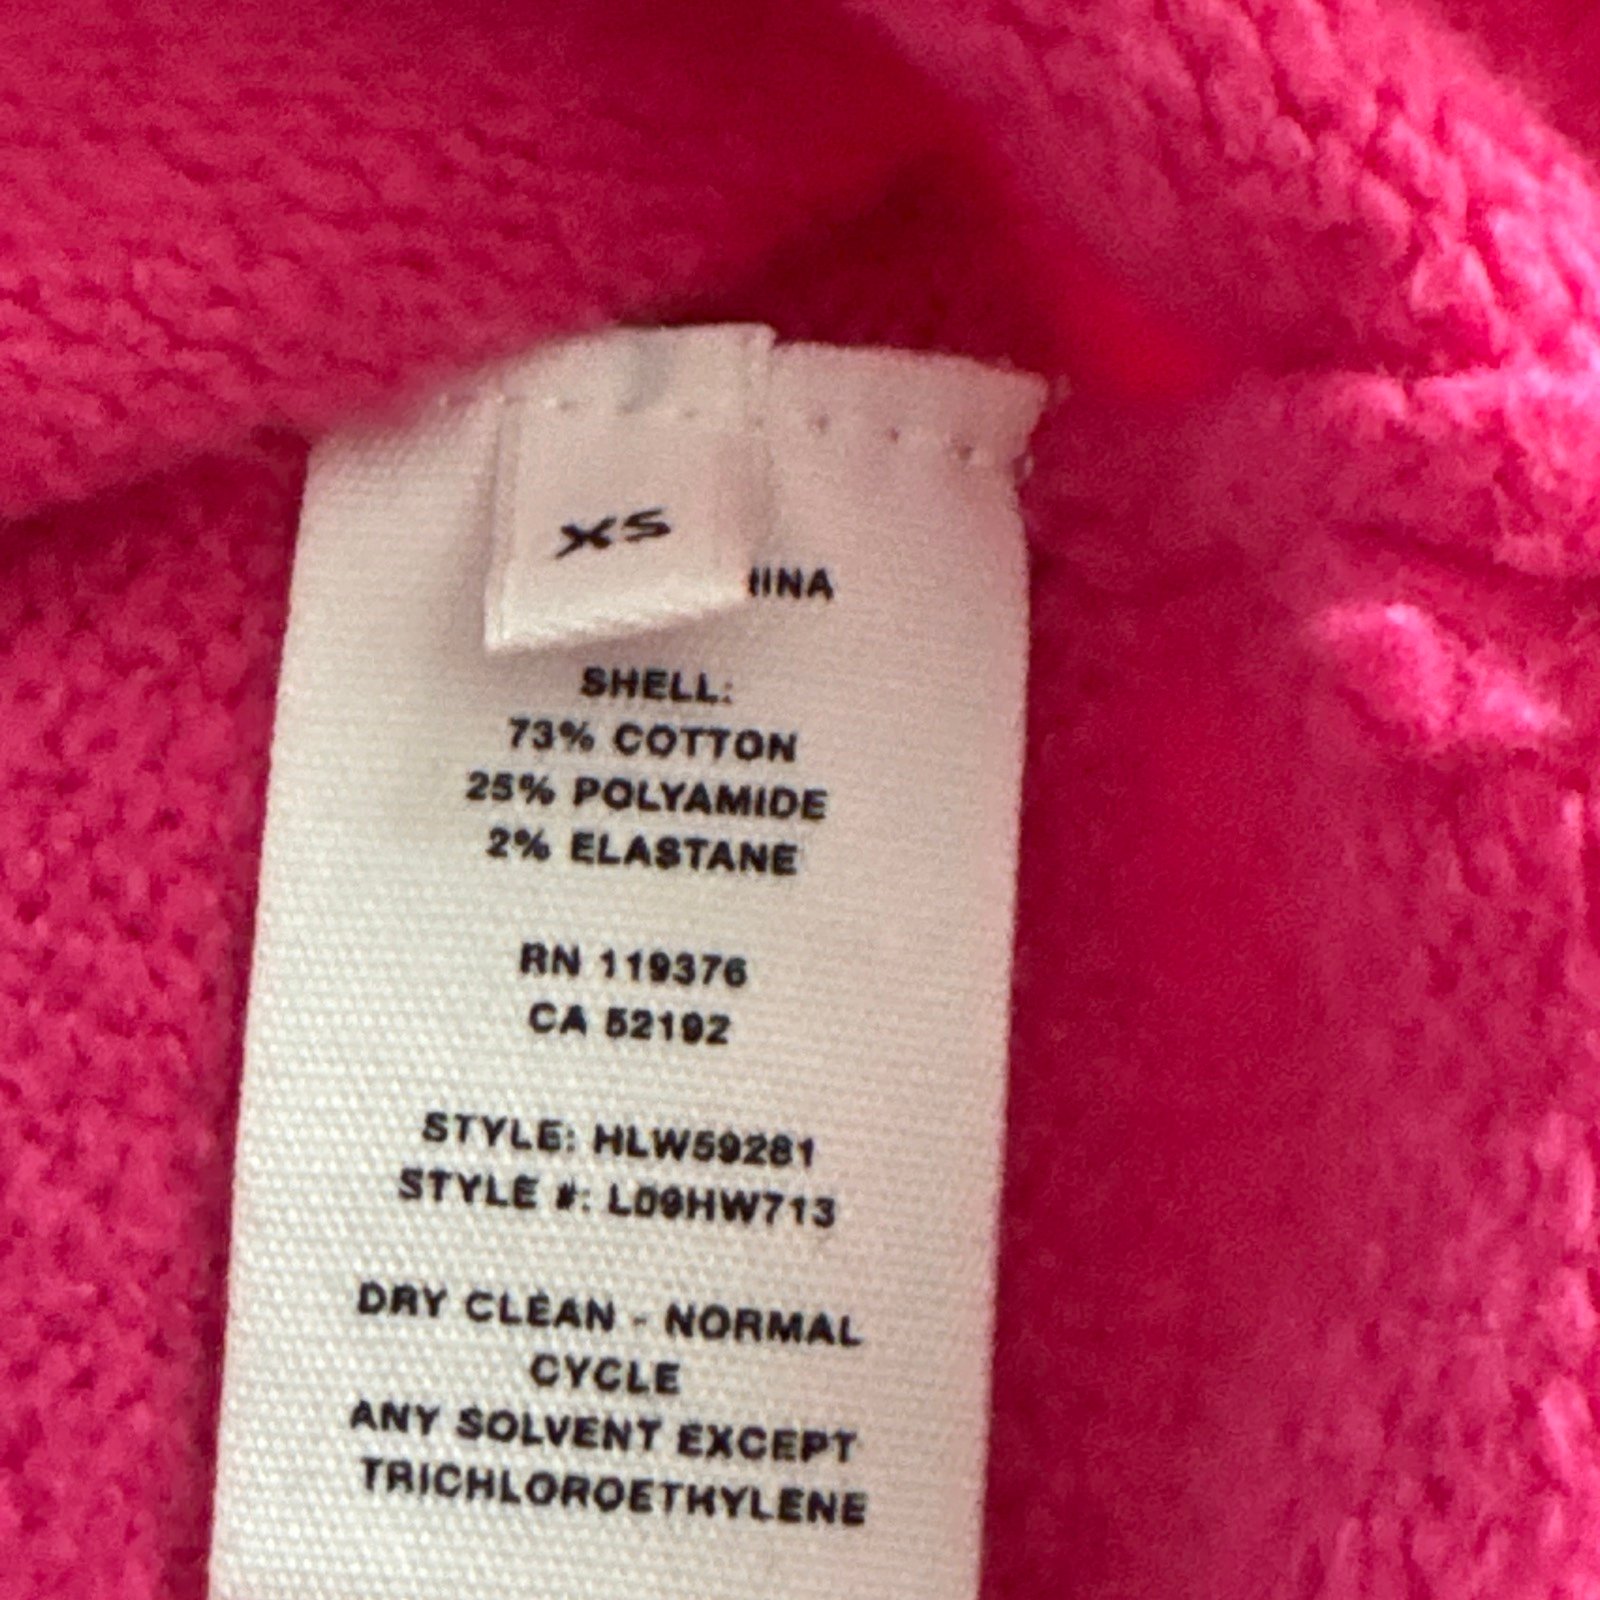 XS
SHELL:
73% COTTON
25% POLYAMIDE
2% ELASTANE
RN 119376
CA 52192
STYLE: HLW59281
STYLE #: L09HW713
DRY CLEAN - NORMAL
CYCLE
ANY SOLVENT EXCEPT
TRICHLOROETHYLENE